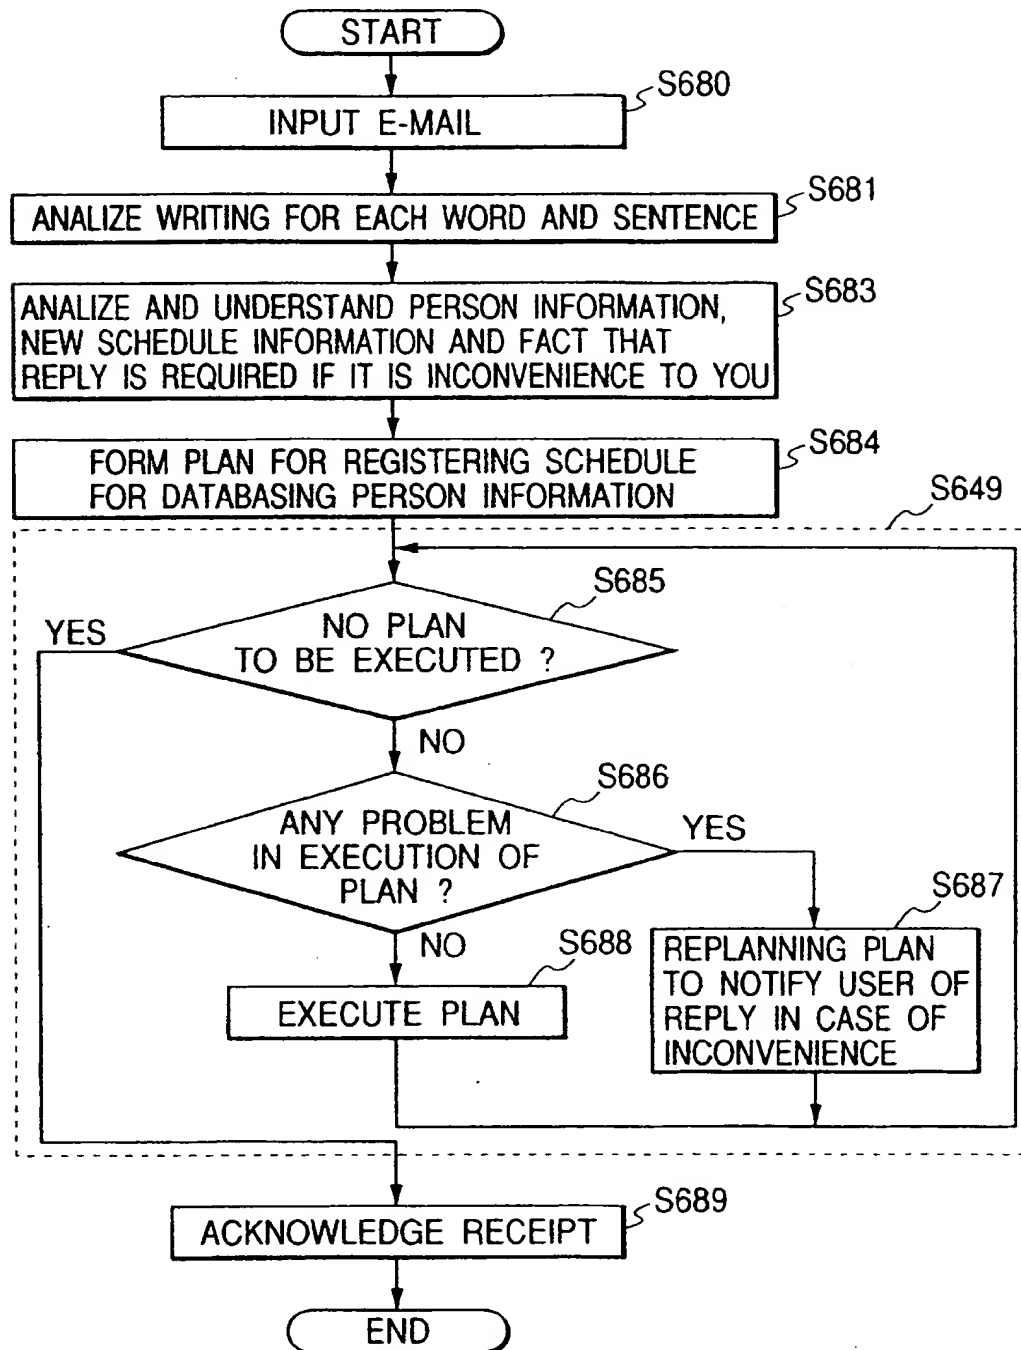 START
S680
INPUT E-MAIL
S681
ANALIZE WRITING FOR EACH WORD AND SENTENCE
S683
ANALIZE AND UNDERSTAND PERSON INFORMATION,
NEW SCHEDULE INFORMATION AND FACT THAT
REPLY IS REQUIRED IF IT IS INCONVENIENCE TO YOU
S684
FORM PLAN FOR REGISTERING SCHEDULE
FOR DATABASING PERSON INFORMATION
S649
S685
YES
NO PLAN
TO BE EXECUTED ?
NO
S686
ANY PROBLEM
IN EXECUTION OF
PLAN ?
YES
NO
S687
REPLANNING PLAN
TO NOTIFY USER OF
REPLY IN CASE OF
INCONVENIENCE
S688
EXECUTE PLAN
S689
ACKNOWLEDGE RECEIPT
END